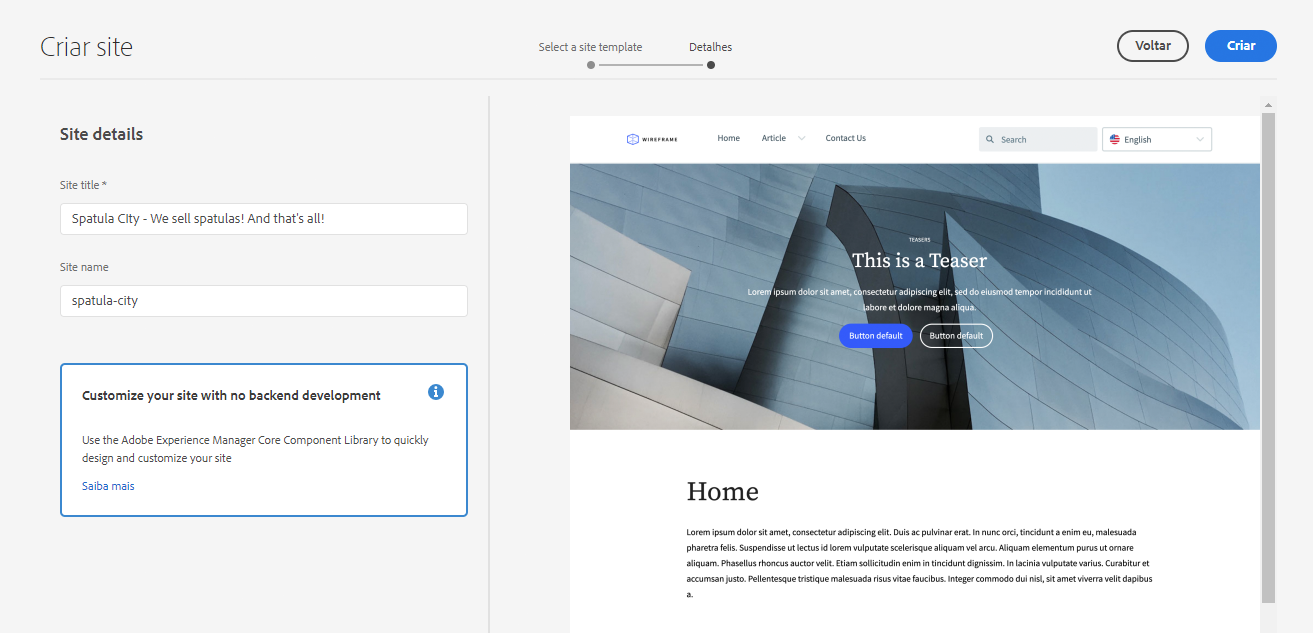 Criar site
Select a site template
Detalhes
Voltar
Criar
Site details
Site title *
Spatula CIty - We sell spatulas! And that's all!
Site name
spatula-city
Customize your site with no backend development
Use the Adobe Experience Manager Core Component Library to quickly
design and customize your site
Saiba mais
WIREFRAME
Home
Article
Contact Us
Search
English
TEASERS
This is a Teaser
Lorem ipsum dolor sit amet, consectetur adipiscing elit, sed do eiusmod tempor incididunt ut
labore et dolore magna aliqua.
Button default
Button default
Home
Lorem ipsum dolor sit amet, consectetur adipiscing elit. Duis ac pulvinar erat. In nunc orci, tincidunt a enim eu, malesuada
pharetra felis. Suspendisse ut lectus id lorem vulputate scelerisque aliquam vel arcu. Aliquam elementum purus ut ornare
aliquam. Phasellus rhoncus auctor velit. Etiam sollicitudin enim in tincidunt dignissim. In lacinia vulputate varius. Curabitur et
accumsan justo. Pellentesque tristique malesuada risus vitae faucibus. Integer commodo dui nisl, sit amet viverra velit dapibus
a.